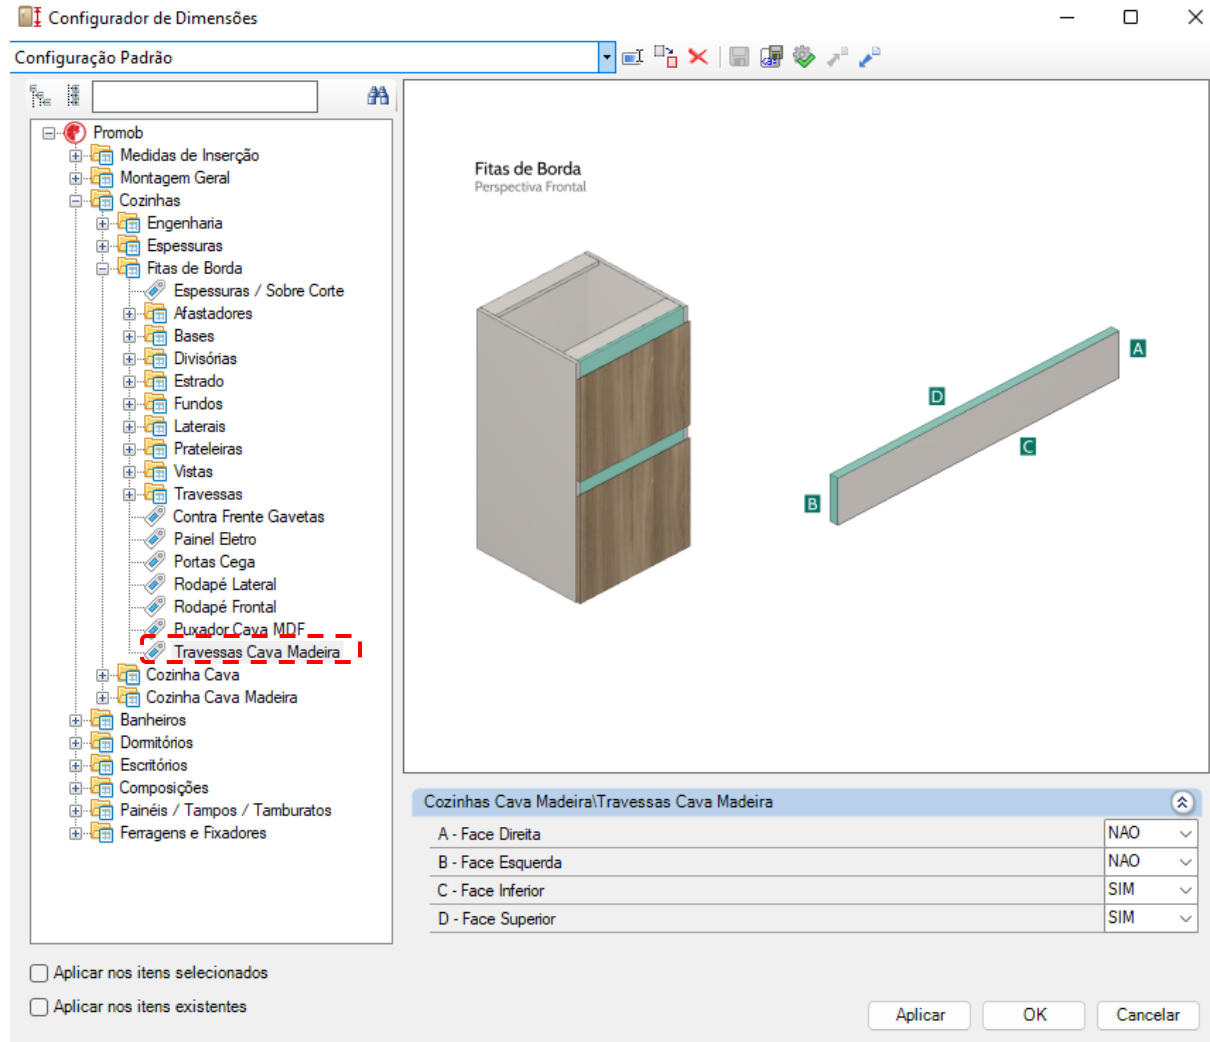 Configurador de Dimensões
Configuração Padrão
Promob
Medidas de Inserção
Montagem Geral
Cozinhas
Engenharia
Espessuras
Fitas de Borda
Espessuras / Sobre Corte
Afastadores
Bases
Divisórias
Estrado
Fundos
Laterais
Prateleiras
Vistas
Travessas
Contra Frente Gavetas
Painel Eletro
Portas Cega
Rodapé Lateral
Rodapé Frontal
Puxador Cava MDF
Travessas Cava Madeira
Cozinha Cava
Cozinha Cava Madeira
Banheiros
Dormitórios
Escritórios
Composições
Painéis / Tampos / Tamburatos
Ferragens e Fixadores
Fitas de Borda
Perspectiva Frontal
A
D
C
B
Cozinhas Cava Madeira\Travessas Cava Madeira
A - Face Direita NAO
B - Face Esquerda NAO
C - Face Inferior SIM
D - Face Superior SIM
Aplicar nos itens selecionados
Aplicar nos itens existentes
Aplicar OK Cancelar